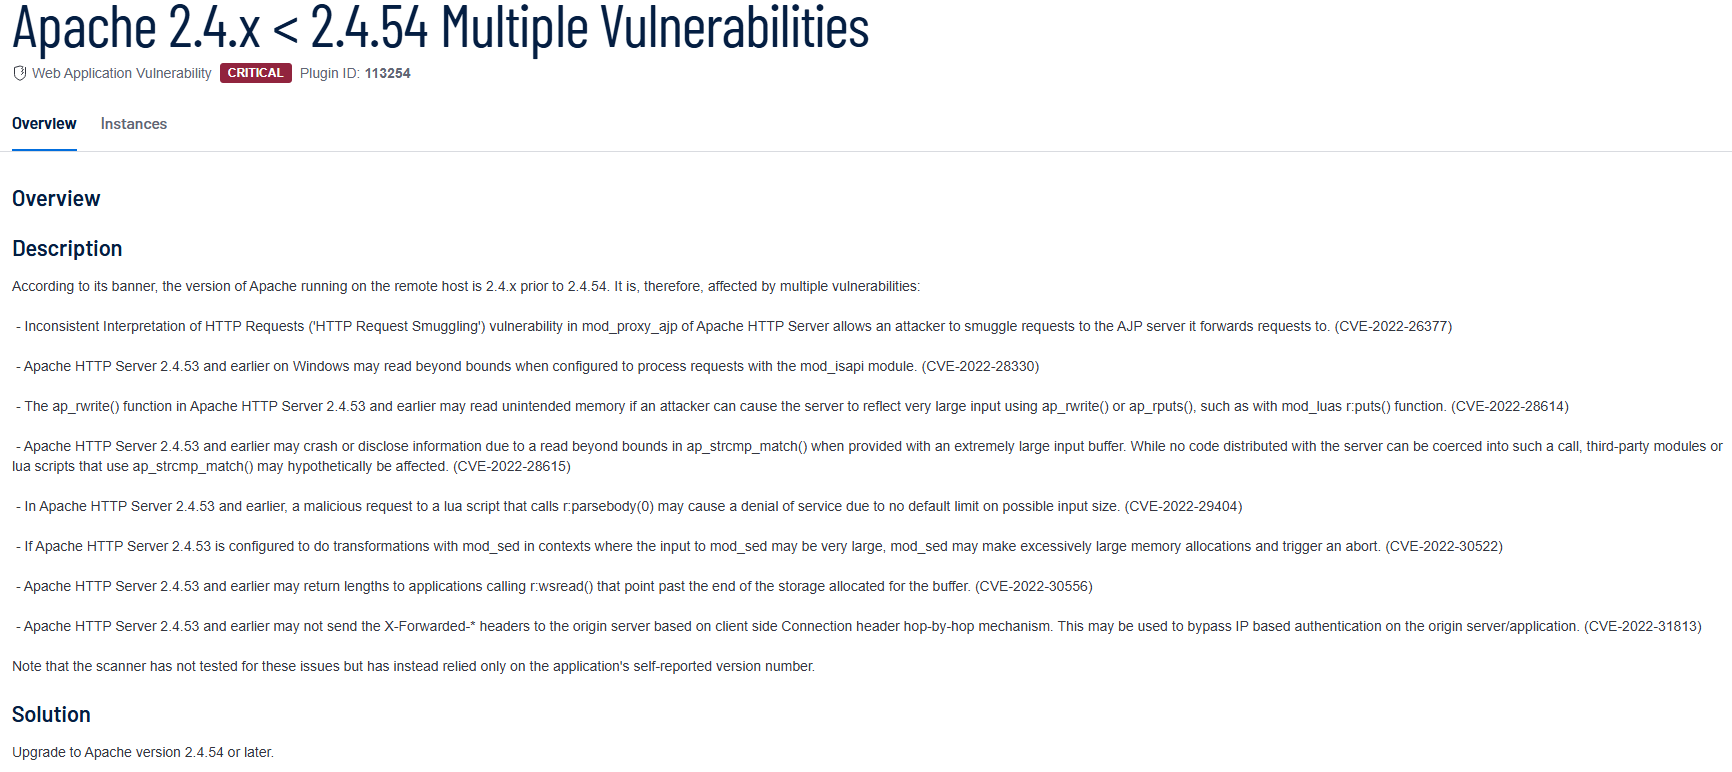 Apache 2.4.x < 2.4.54 Multiple Vulnerabilities
Web Application Vulnerability CRITICAL Plugin ID: 113254
Overview Instances
Overview
Description
According to its banner, the version of Apache running on the remote host is 2.4.x prior to 2.4.54. It is, therefore, affected by multiple vulnerabilities:
- Inconsistent Interpretation of HTTP Requests ('HTTP Request Smuggling') vulnerability in mod_proxy_ajp of Apache HTTP Server allows an attacker to smuggle requests to the AJP server it forwards requests to. (CVE-2022-26377)
- Apache HTTP Server 2.4.53 and earlier on Windows may read beyond bounds when configured to process requests with the mod_isapi module. (CVE-2022-28330)
- The ap_rwrite() function in Apache HTTP Server 2.4.53 and earlier may read unintended memory if an attacker can cause the server to reflect very large input using ap_rwrite() or ap_rputs(), such as with mod_luas r:puts() function. (CVE-2022-28614)
- Apache HTTP Server 2.4.53 and earlier may crash or disclose information due to a read beyond bounds in ap_strcmp_match() when provided with an extremely large input buffer. While no code distributed with the server can be coerced into such a call, third-party modules or
lua scripts that use ap_strcmp_match() may hypothetically be affected. (CVE-2022-28615)
- In Apache HTTP Server 2.4.53 and earlier, a malicious request to a lua script that calls r:parsebody(0) may cause a denial of service due to no default limit on possible input size. (CVE-2022-29404)
- If Apache HTTP Server 2.4.53 is configured to do transformations with mod_sed in contexts where the input to mod_sed may be very large, mod_sed may make excessively large memory allocations and trigger an abort. (CVE-2022-30522)
- Apache HTTP Server 2.4.53 and earlier may return lengths to applications calling r:wsread() that point past the end of the storage allocated for the buffer. (CVE-2022-30556)
- Apache HTTP Server 2.4.53 and earlier may not send the X-Forwarded-* headers to the origin server based on client side Connection header hop-by-hop mechanism. This may be used to bypass IP based authentication on the origin server/application. (CVE-2022-31813)
Note that the scanner has not tested for these issues but has instead relied only on the application's self-reported version number.
Solution
Upgrade to Apache version 2.4.54 or later.